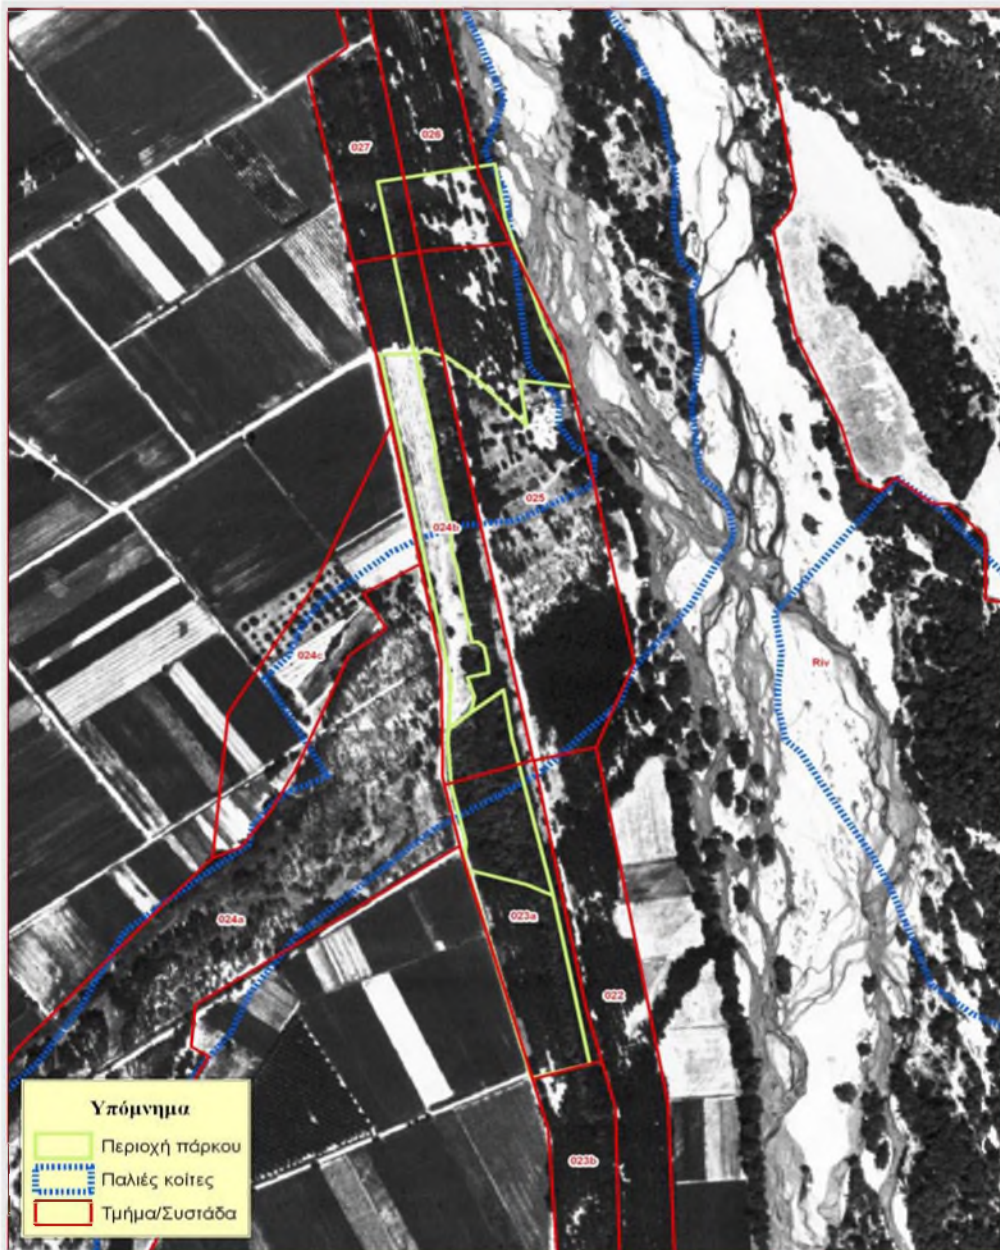 026
027
025
024b
024c
Riv
023a
024a
022
023b
Υπόμνημα
Περιοχή πάρκου
Παλιές κοίτες
Τμήμα/Συστάδα